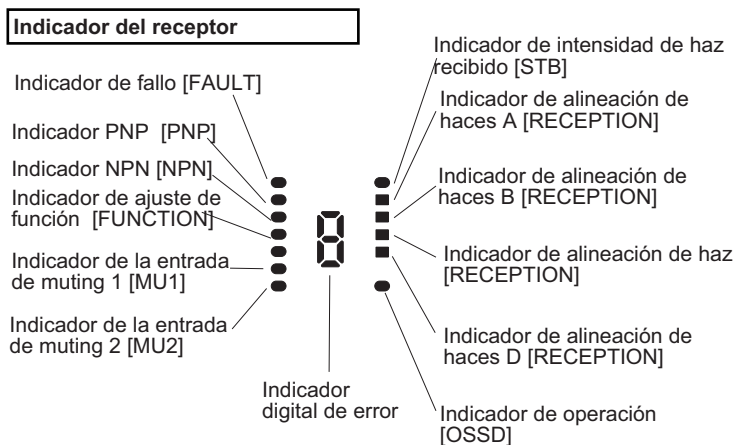 Indicador del receptor
Indicador de fallo [FAULT]
Indicador PNP [PNP]
Indicador NPN [NPN]
Indicador de ajuste de
función [FUNCTION]
Indicador de la entrada
de muting 1 [MU1]
Indicador de la entrada
de muting 2 [MU2]
8
Indicador
digital de error
Indicador de intensidad de haz
recibido [STB]
Indicador de alineación de
haces A [RECEPTION]
Indicador de alineación de
haces B [RECEPTION]
Indicador de alineación de haz
[RECEPTION]
Indicador de alineación de
haces D [RECEPTION]
Indicador de operación
[OSSD]